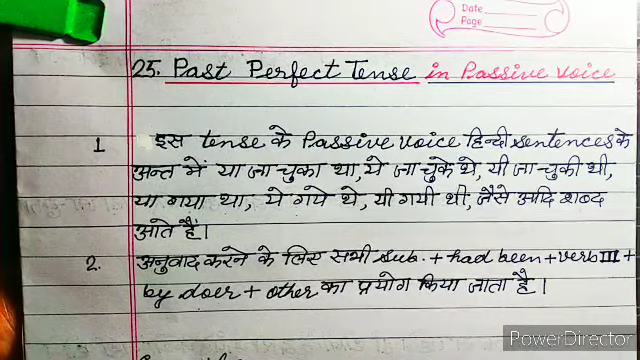 Date
Page
25. Past Perfect Tense in Passive voice
1 इस tense के Passive voice हिन्दी sentences के
अन्त में या जा चुका था, ये जा चुके थे, यी जा चुकी थी,
या गया था, ये गये थे, यी गयी थी, जैसे आदि शब्द
आते हैं।
2. अनुवाद करने के लिए सभी sub. + had been + verb III +
by doer + other का प्रयोग किया जाता है।
PowerDirector